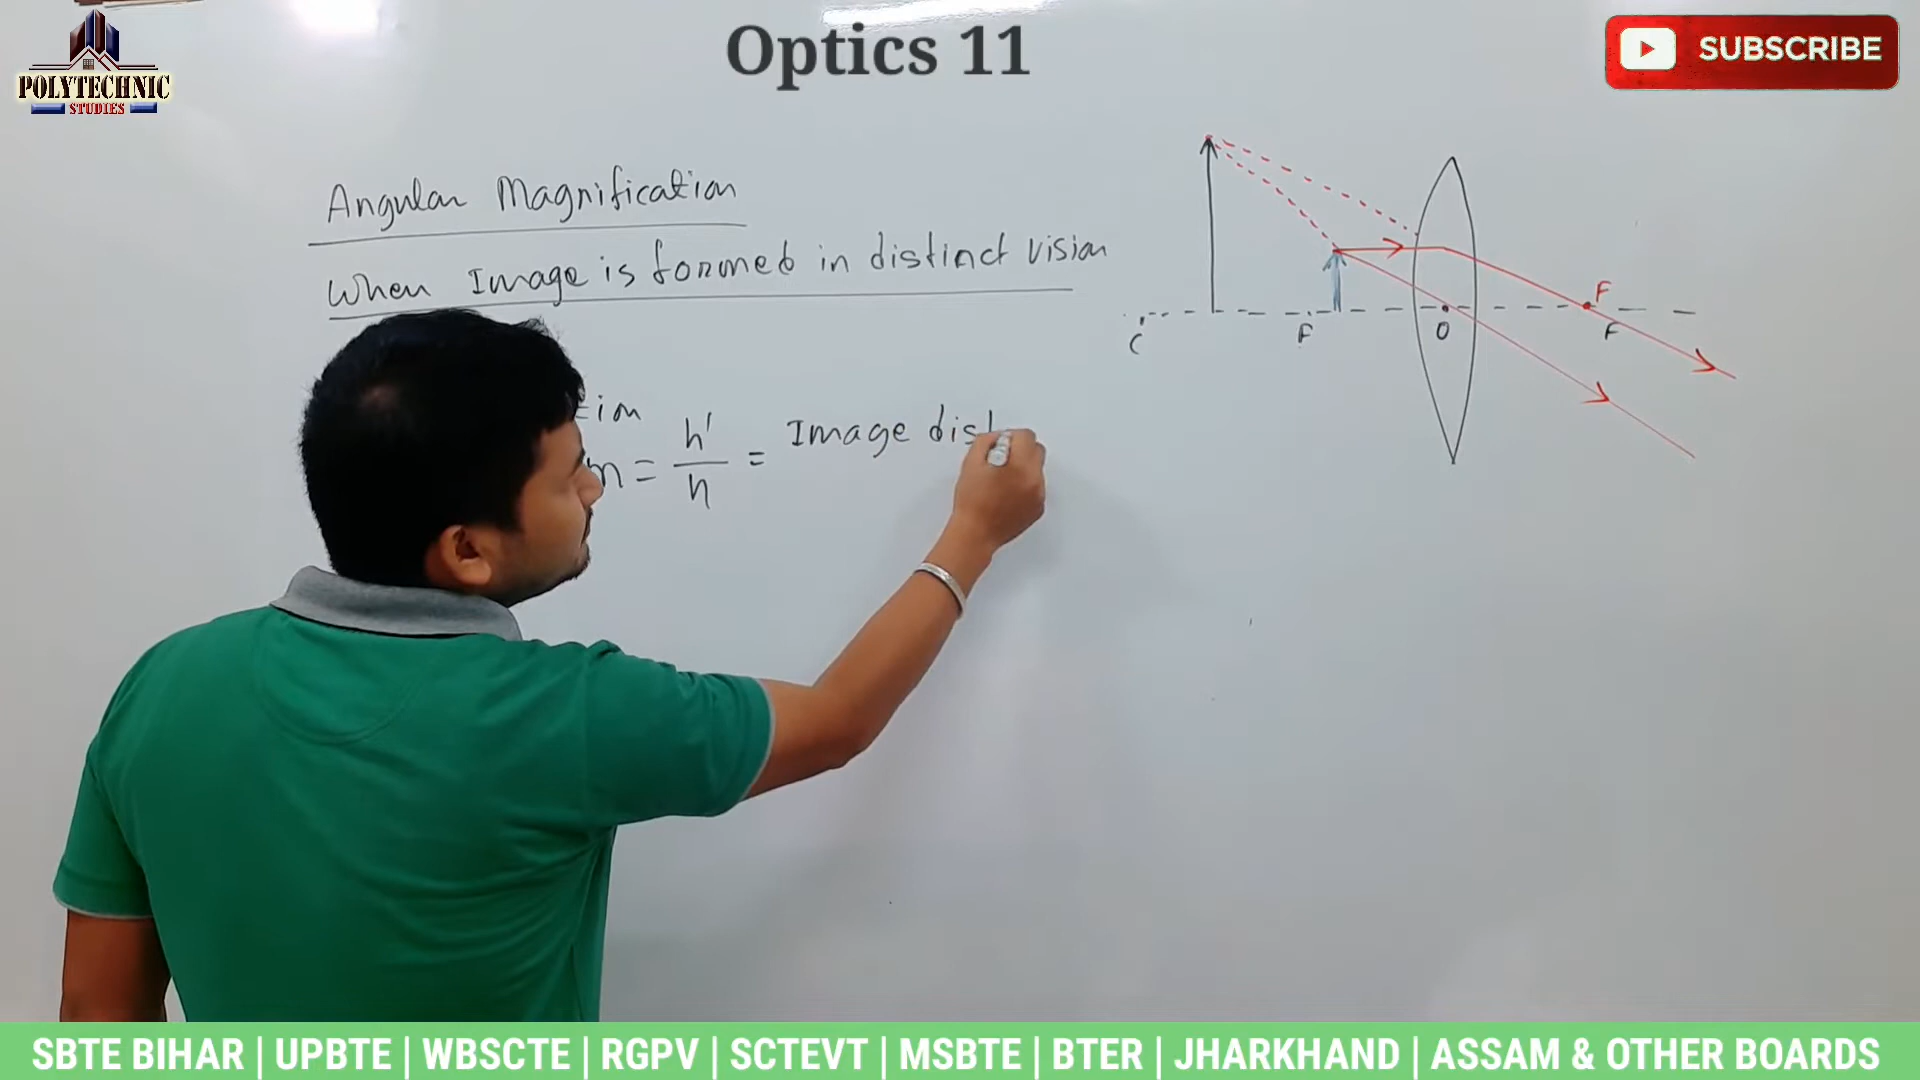 Optics 11
POLYTECHNIC
STUDIES
SUBSCRIBE
Angular Magnification
When Image is formed in distinct vision
m = h'/h = Image dist
C
F
O
F
F
SBTE BIHAR | UPBTE | WBSCTE | RGPV | SCTEVT | MSBTE | BTER | JHARKHAND | ASSAM & OTHER BOARDS